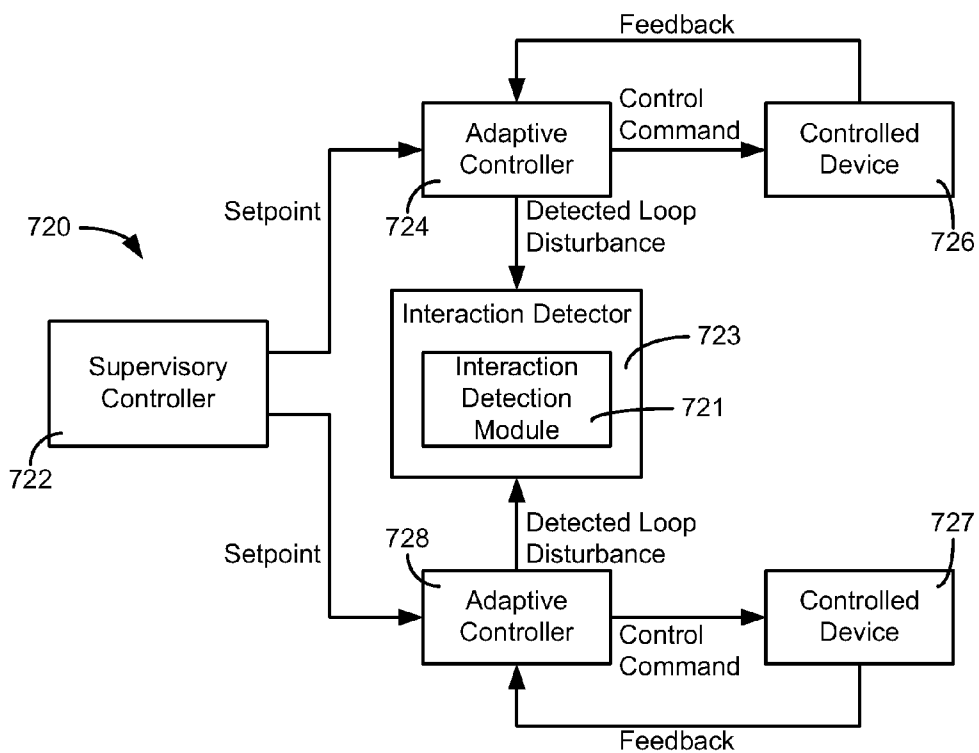 Feedback
Adaptive
Controller
724
Control
Command
Controlled
Device
726
Setpoint
720
Detected Loop
Disturbance
Interaction Detector
723
Interaction
Detection
Module
721
Supervisory
Controller
722
Setpoint
728
Detected Loop
Disturbance
727
Adaptive
Controller
Control
Command
Controlled
Device
Feedback